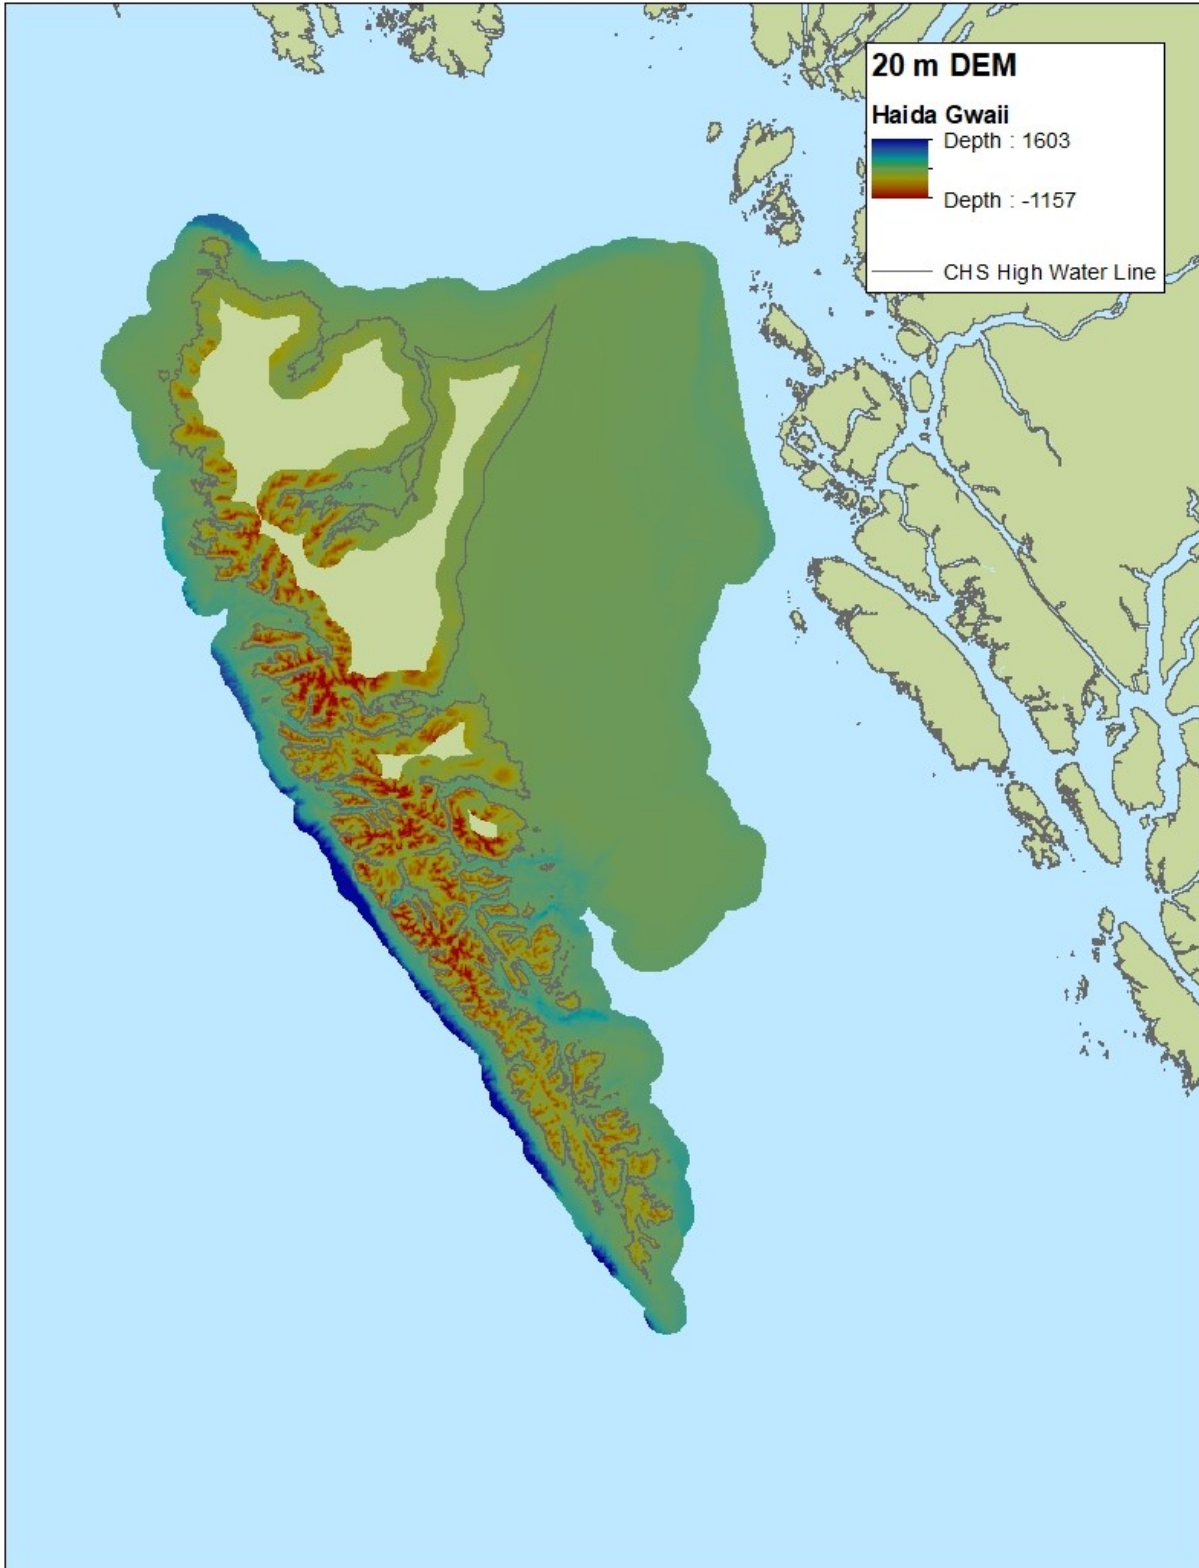 20 m DEM
Haida Gwaii
Depth : 1603
Depth : -1157
CHS High Water Line